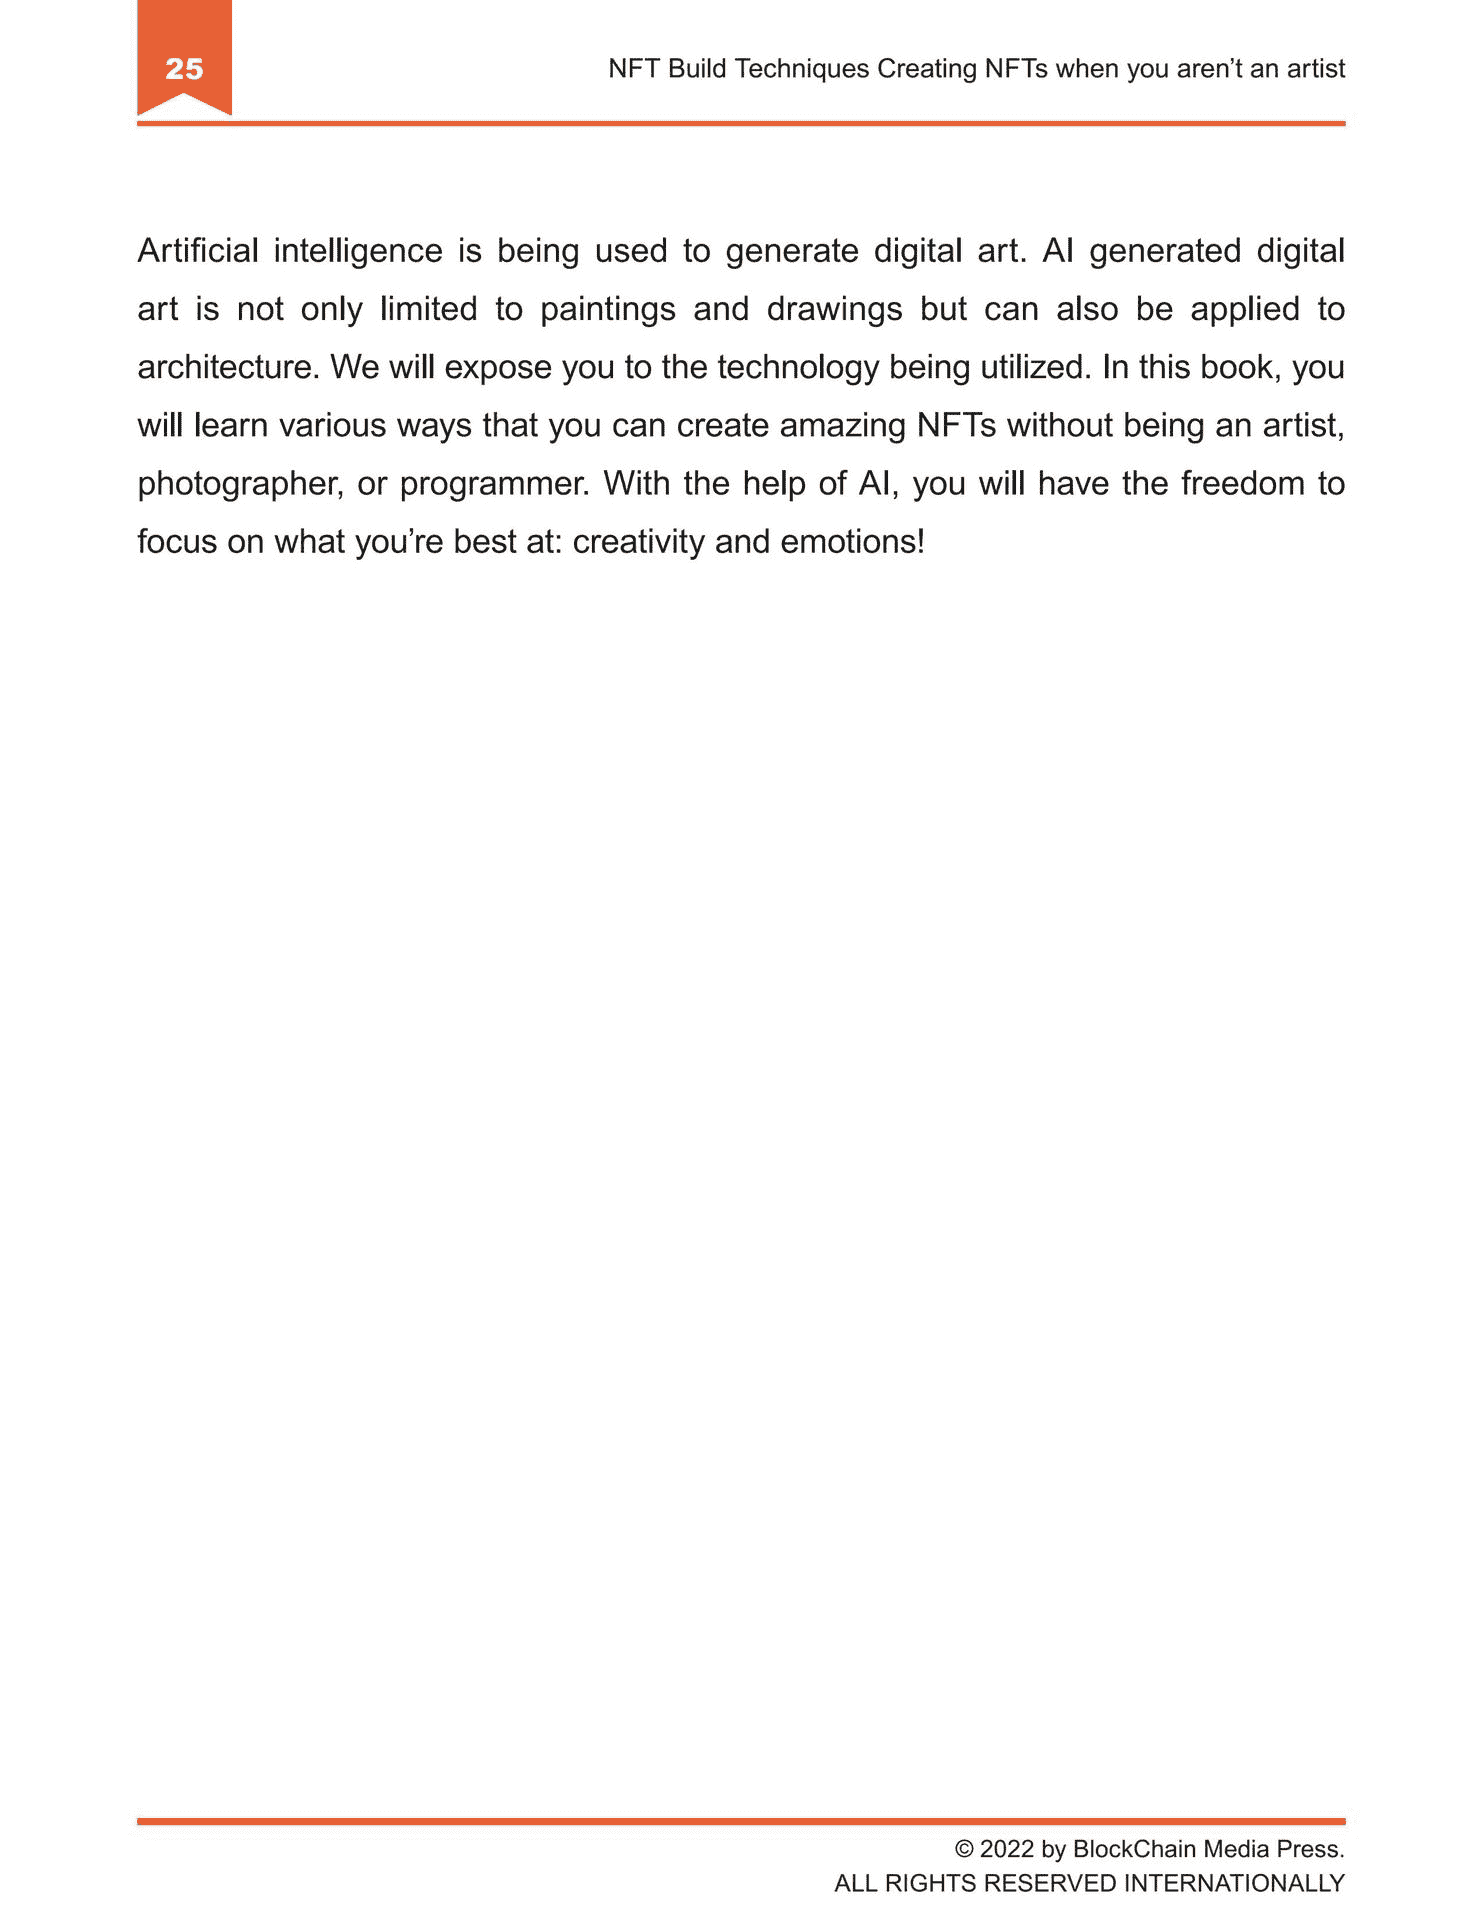 25
NFT Build Techniques Creating NFTs when you aren’t an artist
Artificial intelligence is being used to generate digital art. AI generated digital
art is not only limited to paintings and drawings but can also be applied to
architecture. We will expose you to the technology being utilized. In this book, you
will learn various ways that you can create amazing NFTs without being an artist,
photographer, or programmer. With the help of AI, you will have the freedom to
focus on what you’re best at: creativity and emotions!
© 2022 by BlockChain Media Press.
ALL RIGHTS RESERVED INTERNATIONALLY